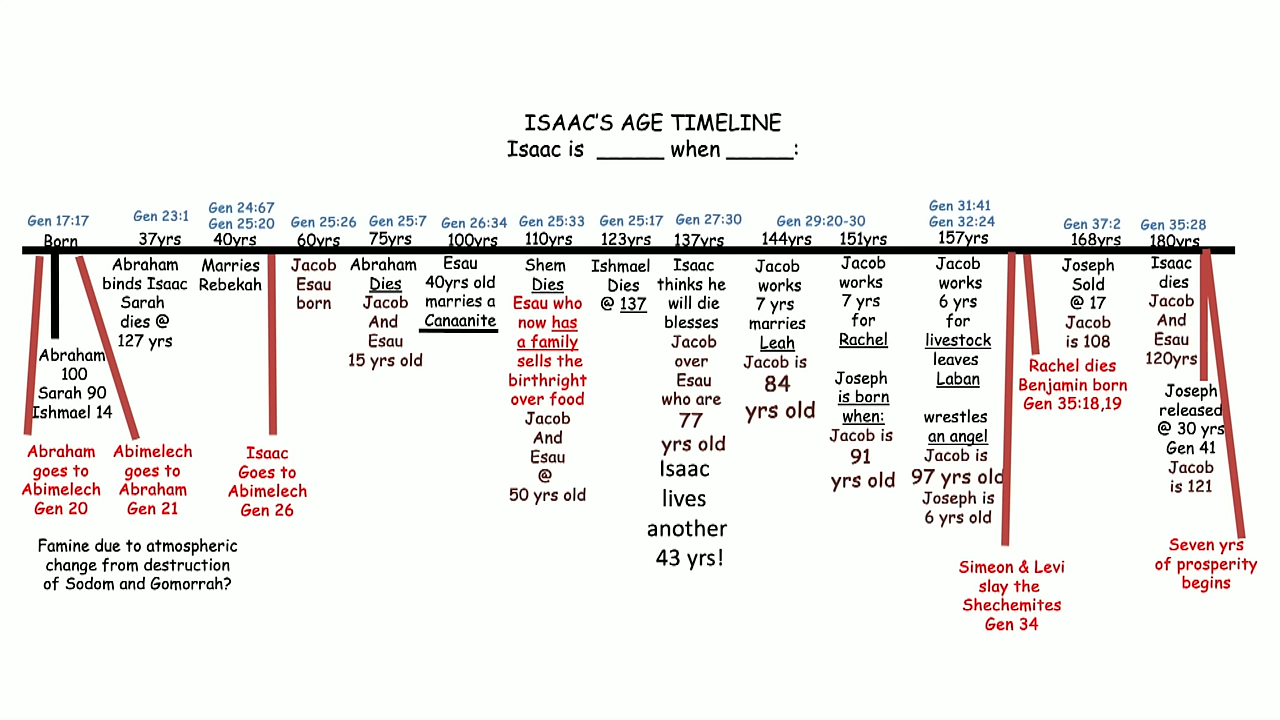 ISAAC'S AGE TIMELINE
Isaac is _____ when _____:
Gen 17:17
Born
Abraham
100
Sarah 90
Ishmael 14
Abraham
goes to
Abimelech
Gen 20
Abimelech
goes to
Abraham
Gen 21
Famine due to atmospheric
change from destruction
of Sodom and Gomorrah?
Gen 23:1
37yrs
Abraham
binds Isaac
Sarah
dies @
127 yrs
Gen 24:67
Gen 25:20
40yrs
Marries
Rebekah
Isaac
Goes to
Abimelech
Gen 26
Gen 25:26
60yrs
Jacob
Esau
born
Gen 25:7
75yrs
Abraham
Dies
Jacob
And
Esau
15 yrs old
Gen 26:34
100yrs
Esau
40yrs old
marries a
Canaanite
Gen 25:33
110yrs
Shem
Dies
Esau who
now has
a family
sells the
birthright
over food
Jacob
And
Esau
@
50 yrs old
Gen 25:17
123yrs
Ishmael
Dies
@ 137
Gen 27:30
137yrs
Isaac
thinks he
will die
blesses
Jacob
over
Esau
who are
77
yrs old
Isaac
lives
another
43 yrs!
Gen 29:20-30
144yrs
Jacob
works
7 yrs
marries
Leah
Jacob is
84
yrs old
151yrs
Jacob
works
7 yrs
for
Rachel
Joseph
is born
when:
Jacob is
91
yrs old
Gen 31:41
Gen 32:24
157yrs
Jacob
works
6 yrs
for
livestock
leaves
Laban
wrestles
an angel
Jacob is
97 yrs old
Joseph is
6 yrs old
Simeon & Levi
slay the
Shechemites
Gen 34
Rachel dies
Benjamin born
Gen 35:18,19
Gen 37:2
168yrs
Joseph
Sold
@ 17
Jacob
is 108
Gen 35:28
180yrs
Isaac
dies
Jacob
And
Esau
120yrs
Joseph
released
@ 30 yrs
Gen 41
Jacob
is 121
Seven yrs
of prosperity
begins